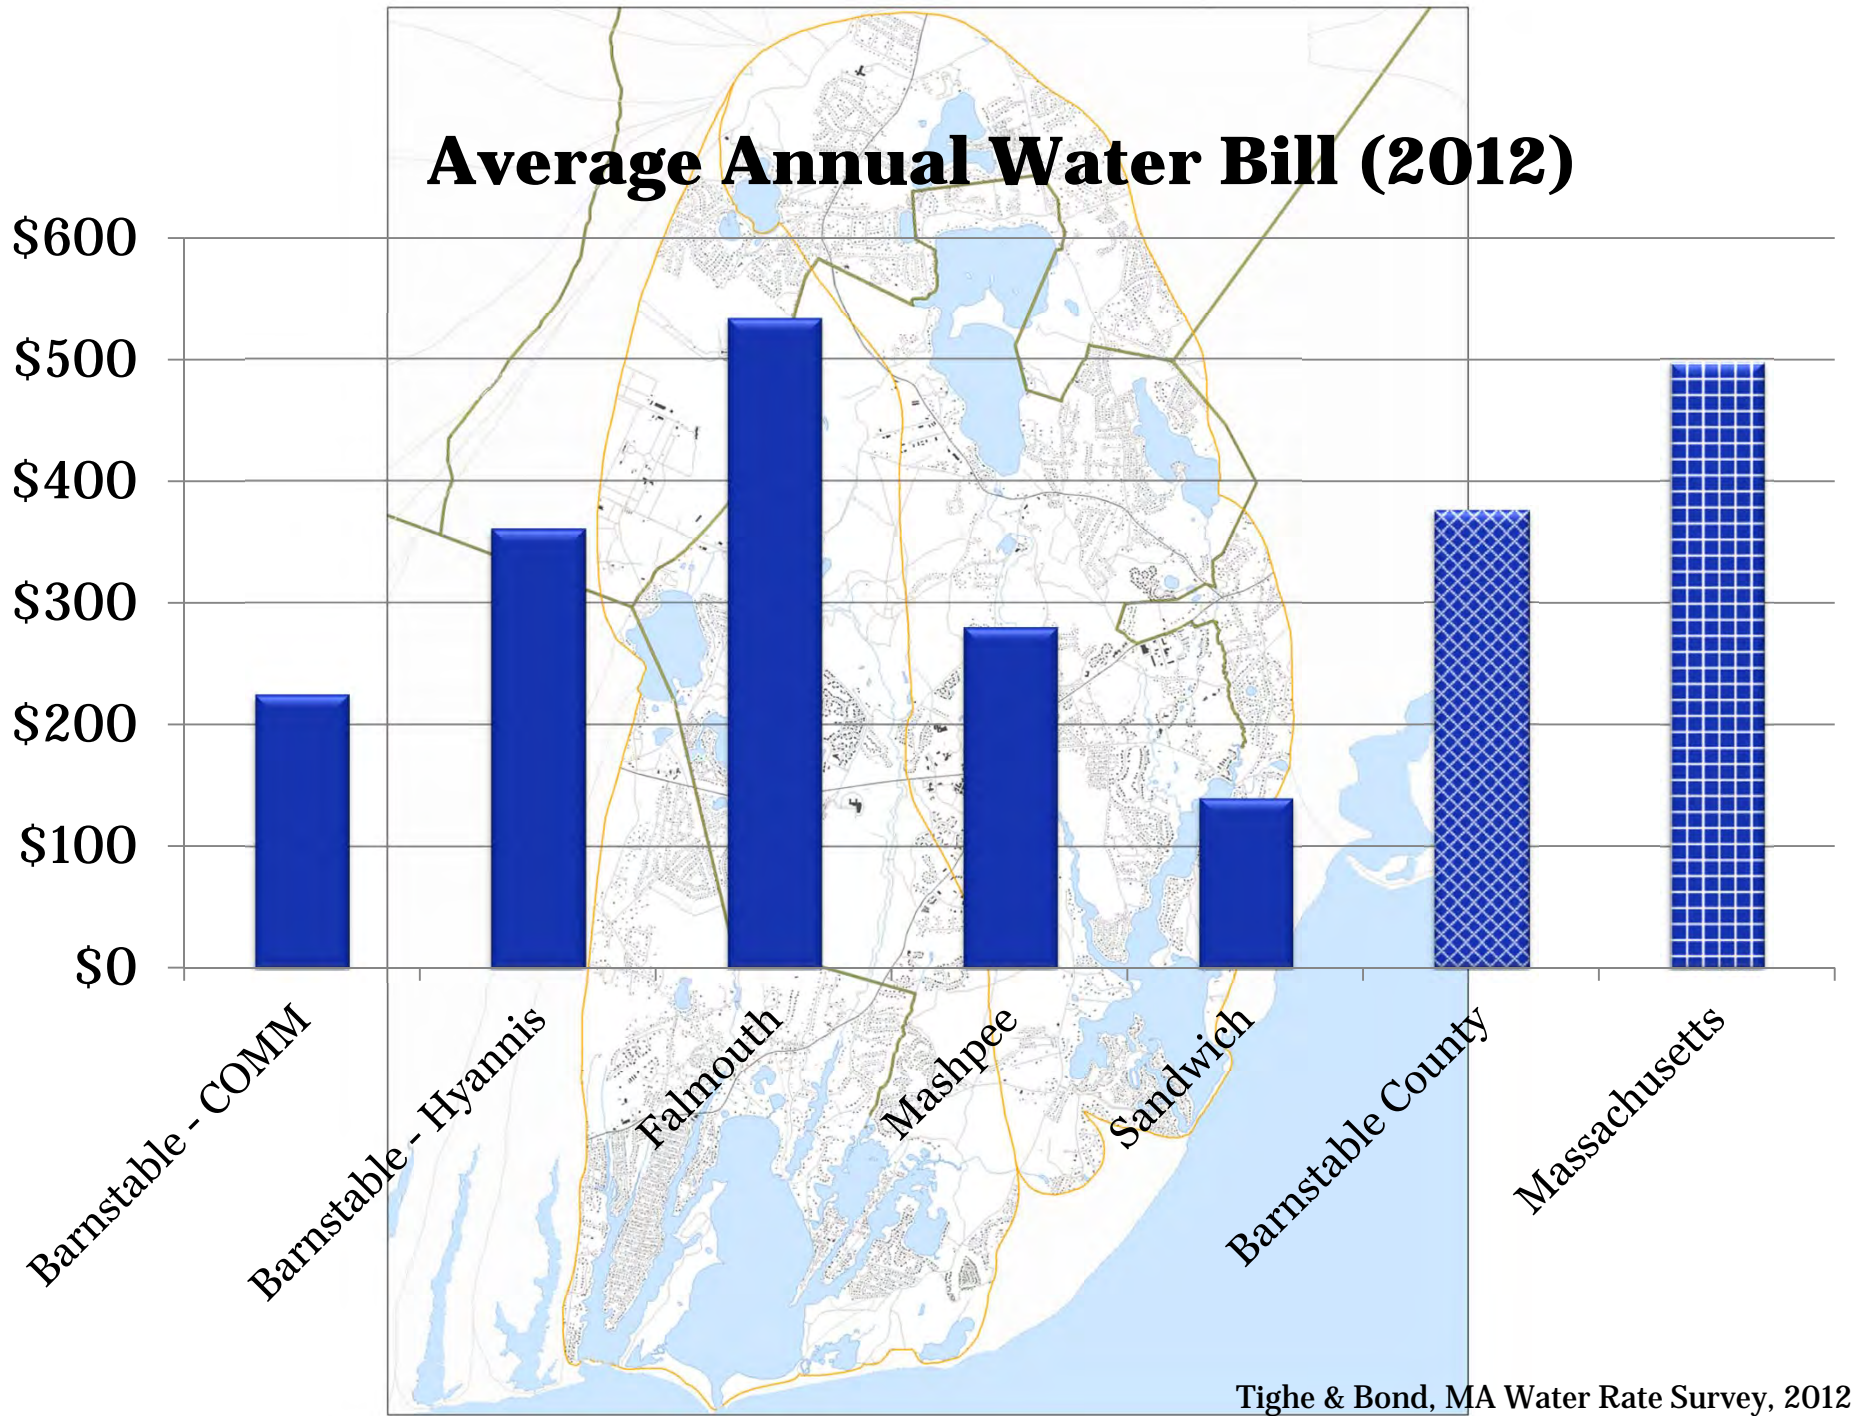 Average Annual Water Bill (2012)
$600
$500
$400
$300
$200
$100
$0
Barnstable - COMM
Barnstable - Hyannis
Falmouth
Mashpee
Sandwich
Barnstable County
Massachusetts
Tighe & Bond, MA Water Rate Survey, 2012